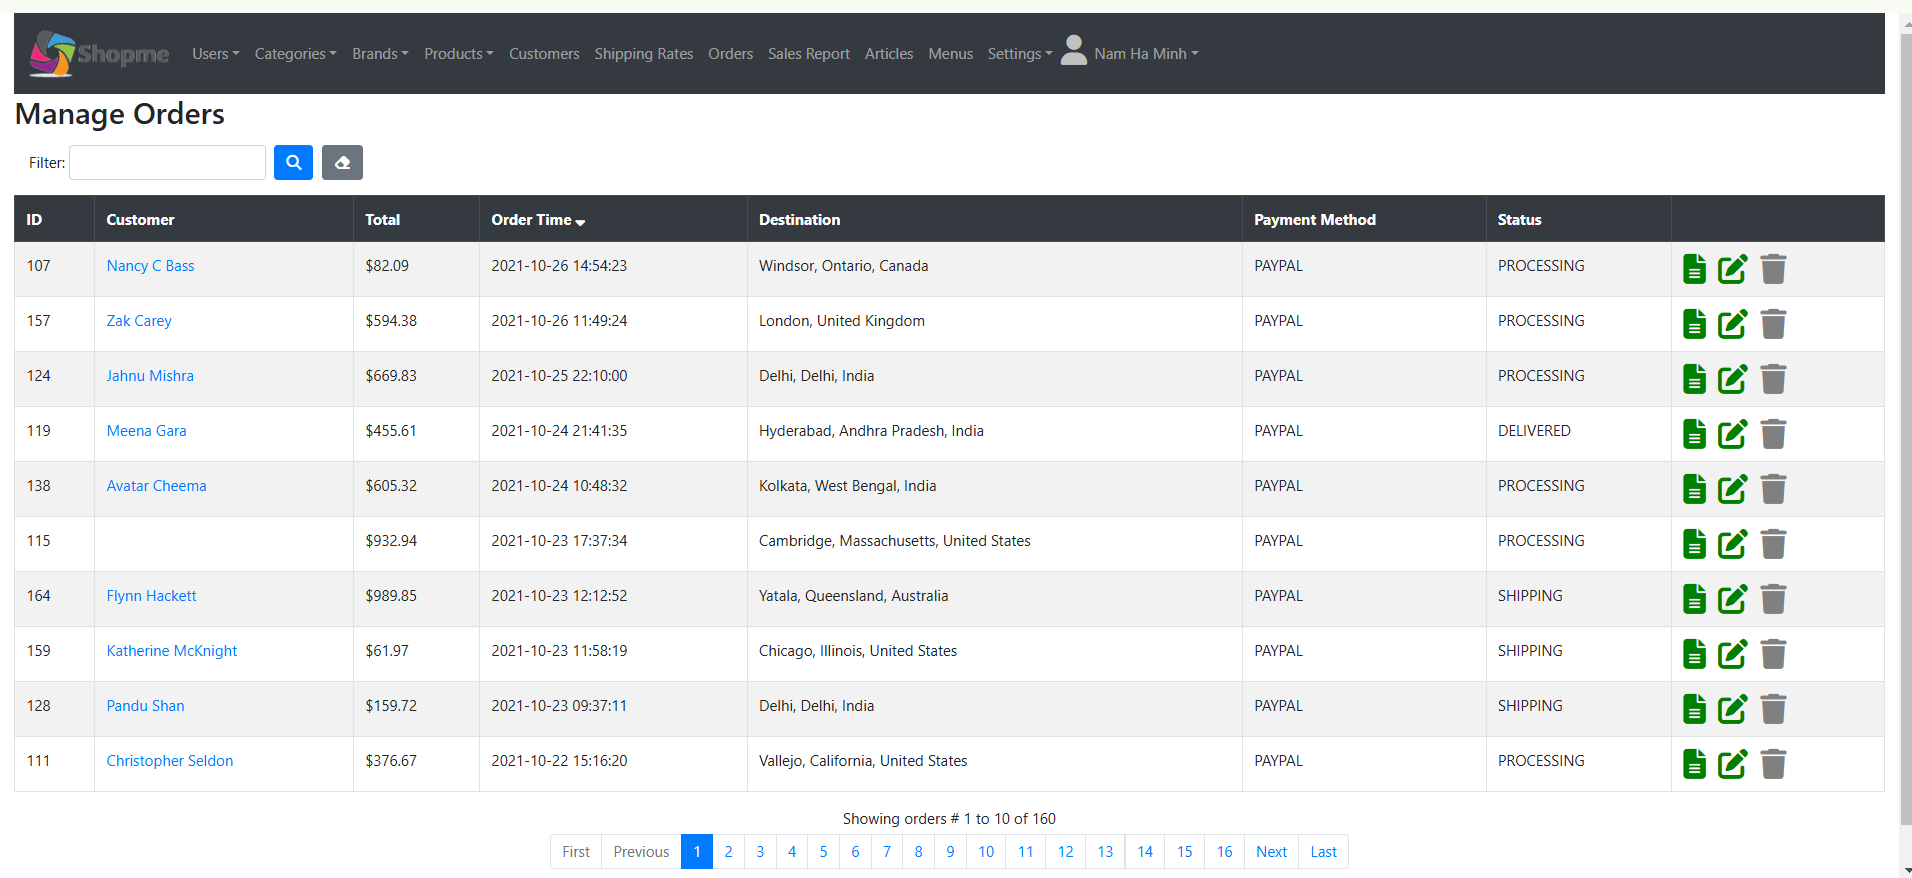 Shopme Users Categories Brands Products Customers Shipping Rates Orders Sales Report Articles Menus Settings Nam Ha Minh
Manage Orders
Filter:
ID Customer Total Order Time Destination Payment Method Status
107 Nancy C Bass $82.09 2021-10-26 14:54:23 Windsor, Ontario, Canada PAYPAL PROCESSING
157 Zak Carey $594.38 2021-10-26 11:49:24 London, United Kingdom PAYPAL PROCESSING
124 Jahnu Mishra $669.83 2021-10-25 22:10:00 Delhi, Delhi, India PAYPAL PROCESSING
119 Meena Gara $455.61 2021-10-24 21:41:35 Hyderabad, Andhra Pradesh, India PAYPAL DELIVERED
138 Avatar Cheema $605.32 2021-10-24 10:48:32 Kolkata, West Bengal, India PAYPAL PROCESSING
115 $932.94 2021-10-23 17:37:34 Cambridge, Massachusetts, United States PAYPAL PROCESSING
164 Flynn Hackett $989.85 2021-10-23 12:12:52 Yatala, Queensland, Australia PAYPAL SHIPPING
159 Katherine McKnight $61.97 2021-10-23 11:58:19 Chicago, Illinois, United States PAYPAL SHIPPING
128 Pandu Shan $159.72 2021-10-23 09:37:11 Delhi, Delhi, India PAYPAL SHIPPING
111 Christopher Seldon $376.67 2021-10-22 15:16:20 Vallejo, California, United States PAYPAL PROCESSING
Showing orders # 1 to 10 of 160
First Previous 1 2 3 4 5 6 7 8 9 10 11 12 13 14 15 16 Next Last